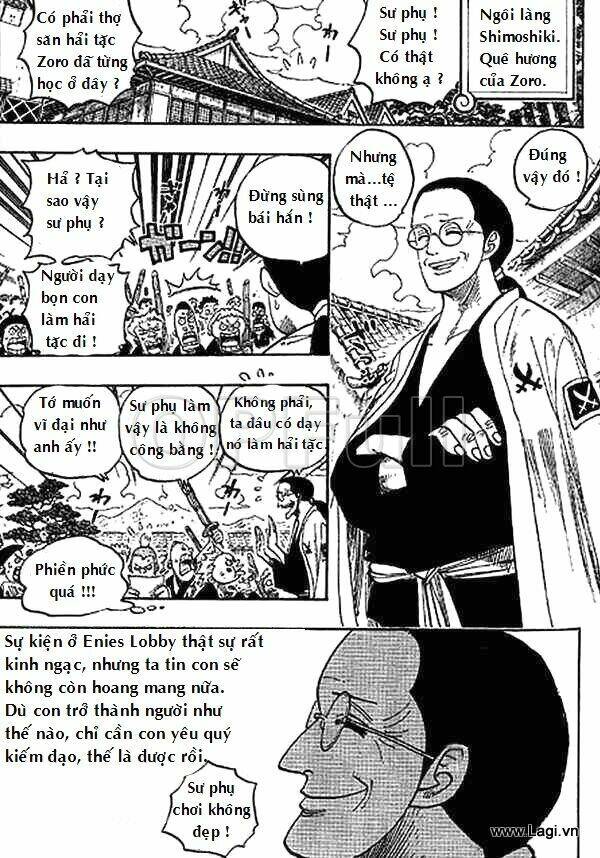 Ngôi làng
Shimoshiki.
Quê hương
của Zoro.
Sư phụ !
Sư phụ !
Có thật
không ạ ?
Có phải thợ
săn hải tặc
Zoro đã từng
học ở đây ?
Đúng
vậy đó !
Nhưng
mà...tệ
thật ...
Đừng sùng
bái hắn !
Hả ? Tại
sao vậy
sư phụ ?
Người dạy
bọn con
làm hải
tặc đi !
Không phải,
ta đâu có dạy
nó làm hải tặc
Sư phụ làm
vậy là không
công bằng !
Tớ muốn
vĩ đại như
anh ấy !!
Phiền phức
quá !!!
OPFull
Sự kiện ở Enies Lobby thật sự rất
kinh ngạc, nhưng ta tin con sẽ
không còn hoang mang nữa.
Dù con trở thành người như
thế nào, chỉ cần con yêu quý
kiếm đạo, thế là được rồi.
Sư phụ
chơi không
đẹp !
www.Lagi.vn